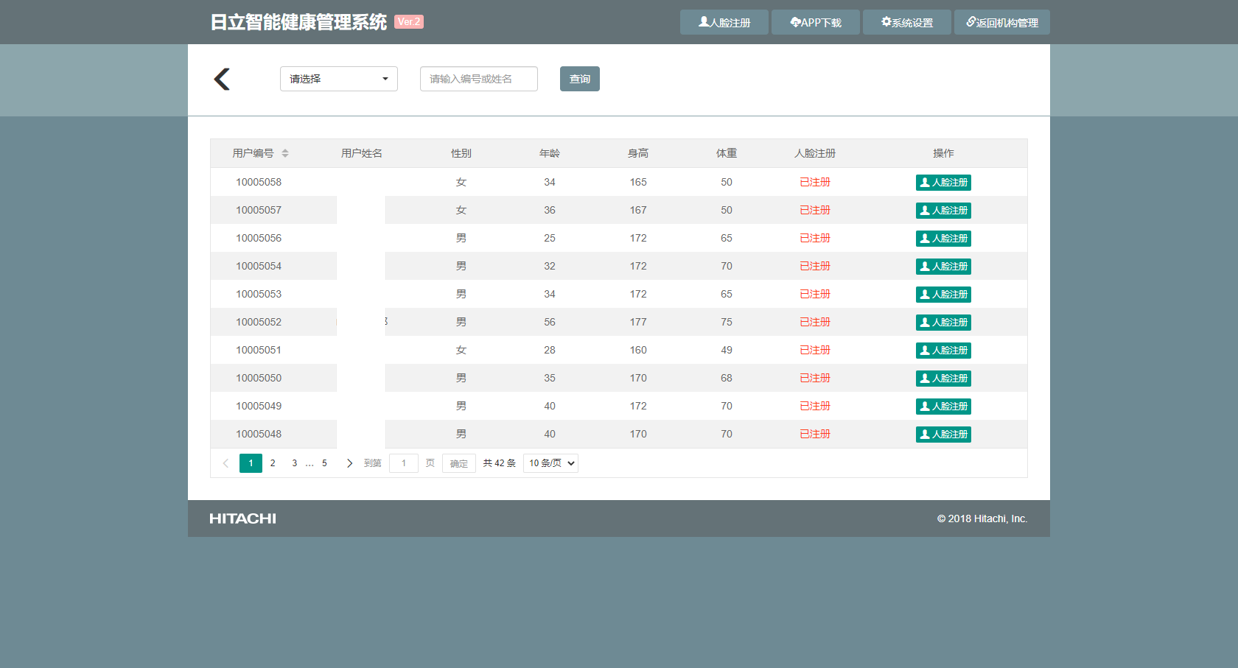 日立智能健康管理系统 Ver.2 人脸注册 APP下载 系统设置 返回机构管理
请选择 请输入编号或姓名 查询
用户编号 用户姓名 性别 年龄 身高 体重 人脸注册 操作
10005058 女 34 165 50 已注册 人脸注册
10005057 女 36 167 50 已注册 人脸注册
10005056 男 25 172 65 已注册 人脸注册
10005054 男 32 172 70 已注册 人脸注册
10005053 男 34 172 65 已注册 人脸注册
10005052 男 56 177 75 已注册 人脸注册
10005051 女 28 160 49 已注册 人脸注册
10005050 男 35 170 68 已注册 人脸注册
10005049 男 40 172 70 已注册 人脸注册
10005048 男 40 170 70 已注册 人脸注册
1 2 3 … 5 到第 1 页 确定 共 42 条 10 条/页
HITACHI © 2018 Hitachi, Inc.